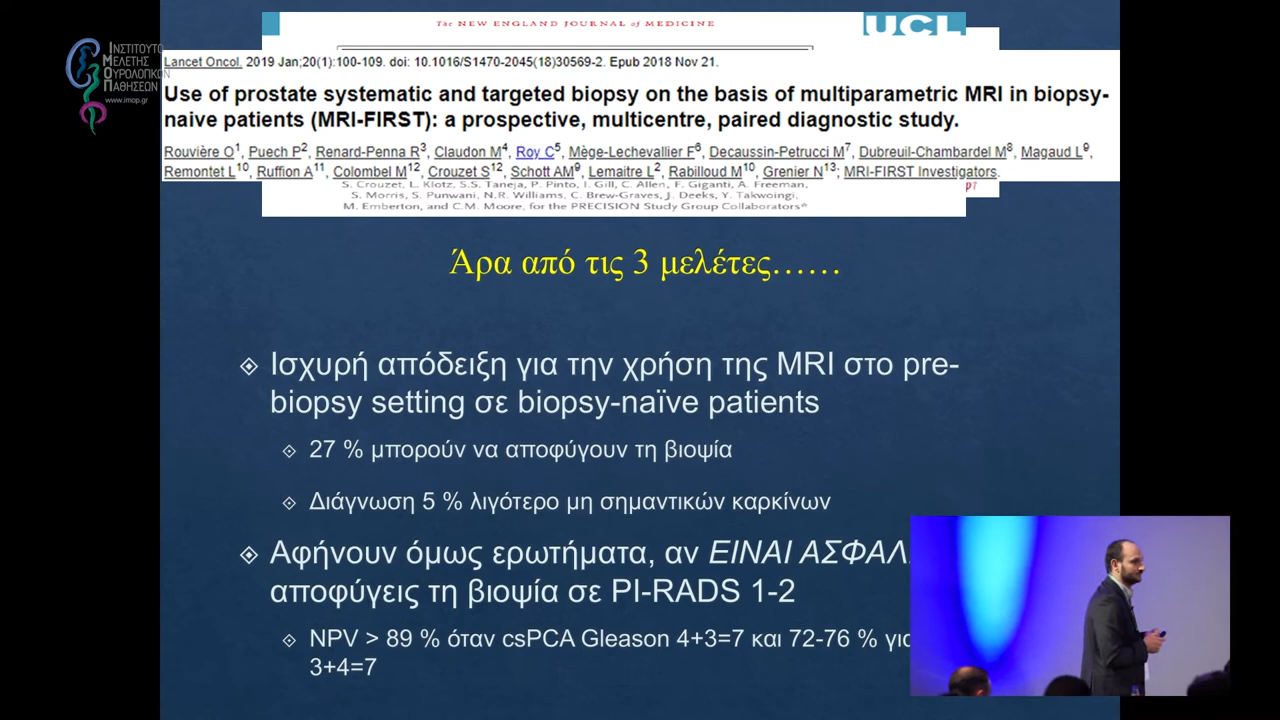 The NEW ENGLAND JOURNAL of MEDICINE
UCL
ΙΝΣΤΙΤΟΥΤΟ
ΜΕΛΕΤΗΣ
ΟΥΡΟΛΟΓΙΚΩΝ
ΠΑΘΗΣΕΩΝ
www.imop.gr
Lancet Oncol. 2019 Jan;20(1):100-109. doi: 10.1016/S1470-2045(18)30569-2. Epub 2018 Nov 21.
Use of prostate systematic and targeted biopsy on the basis of multiparametric MRI in biopsy-
naive patients (MRI-FIRST): a prospective, multicentre, paired diagnostic study.
Rouvière O1, Puech P2, Renard-Penna R3, Claudon M4, Roy C5, Mège-Lechevallier F6, Decaussin-Petrucci M7, Dubreuil-Chambardel M8, Magaud L9,
Remontet L10, Ruffion A11, Colombel M12, Crouzet S12, Schott AM9, Lemaitre L2, Rabilloud M10, Grenier N13; MRI-FIRST Investigators.
S. Crouzet, L. Klotz, S.S. Taneja, P. Pinto, I. Gill, C. Allen, F. Giganti, A. Freeman,
S. Morris, S. Punwani, N.R. Williams, C. Brew-Graves, J. Deeks, Y. Takwoingi,
M. Emberton, and C.M. Moore, for the PRECISION Study Group Collaborators*
Άρα από τις 3 μελέτες……
Ισχυρή απόδειξη για την χρήση της MRI στο pre-
biopsy setting σε biopsy-naïve patients
27 % μπορούν να αποφύγουν τη βιοψία
Διάγνωση 5 % λιγότερο μη σημαντικών καρκίνων
Αφήνουν όμως ερωτήματα, αν ΕΙΝΑΙ
αποφύγεις τη βιοψία σε PI-RADS 1-2
NPV > 89 % όταν csPCA Gleason 4+3=7 και 72-76 % για
3+4=7